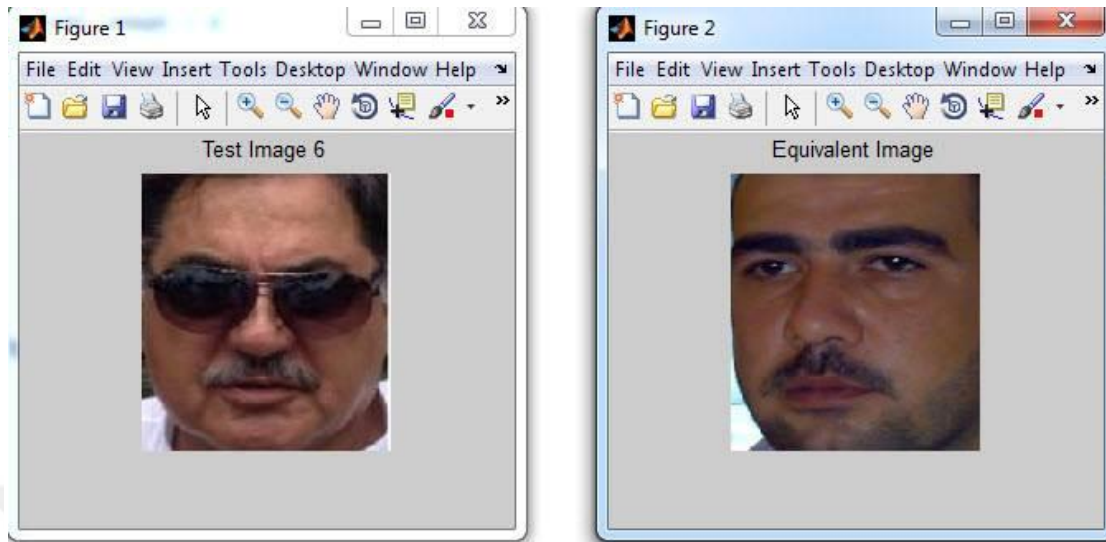 Figure 1
File Edit View Insert Tools Desktop Window Help
Test Image 6
Figure 2
File Edit View Insert Tools Desktop Window Help
Equivalent Image